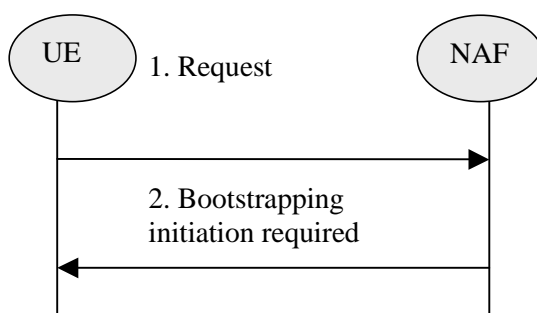 UE
NAF
1. Request
2. Bootstrapping
initiation required